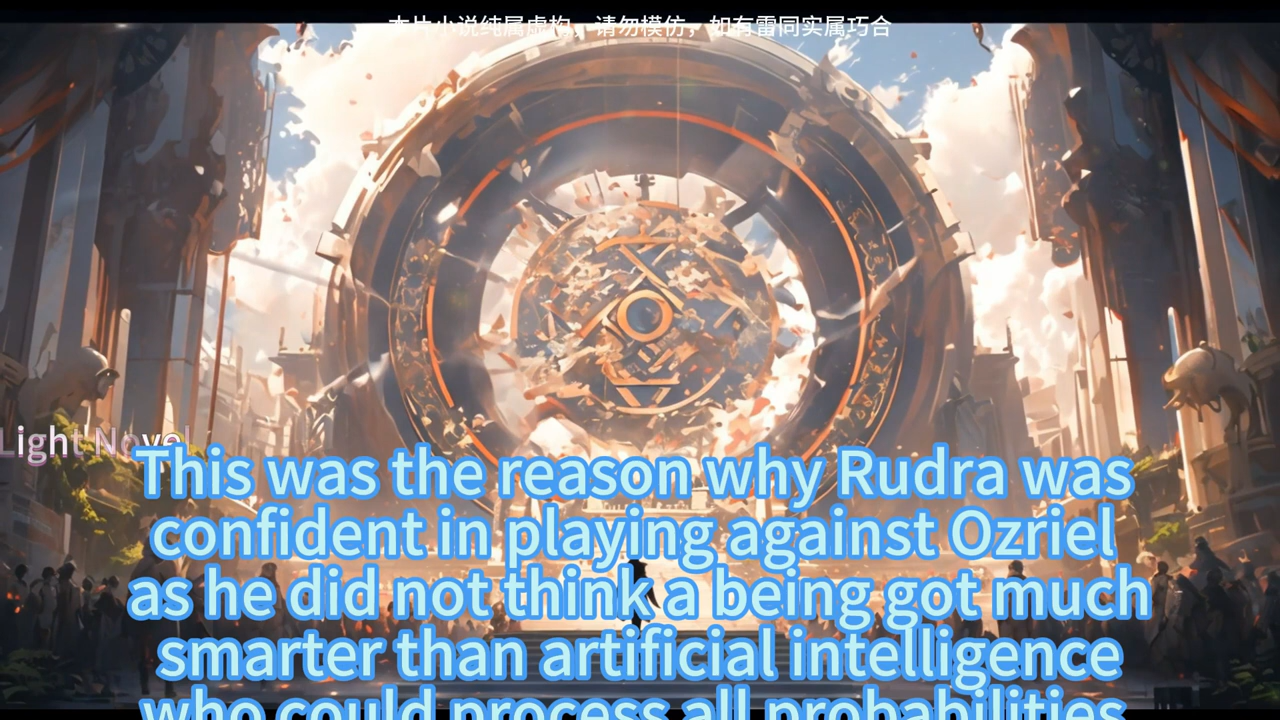 本片小说纯属虚构，请勿模仿，如有雷同实属巧合
Light Novel
This was the reason why Rudra was
confident in playing against Ozriel
as he did not think a being got much
smarter than artificial intelligence
who could process all probabilities